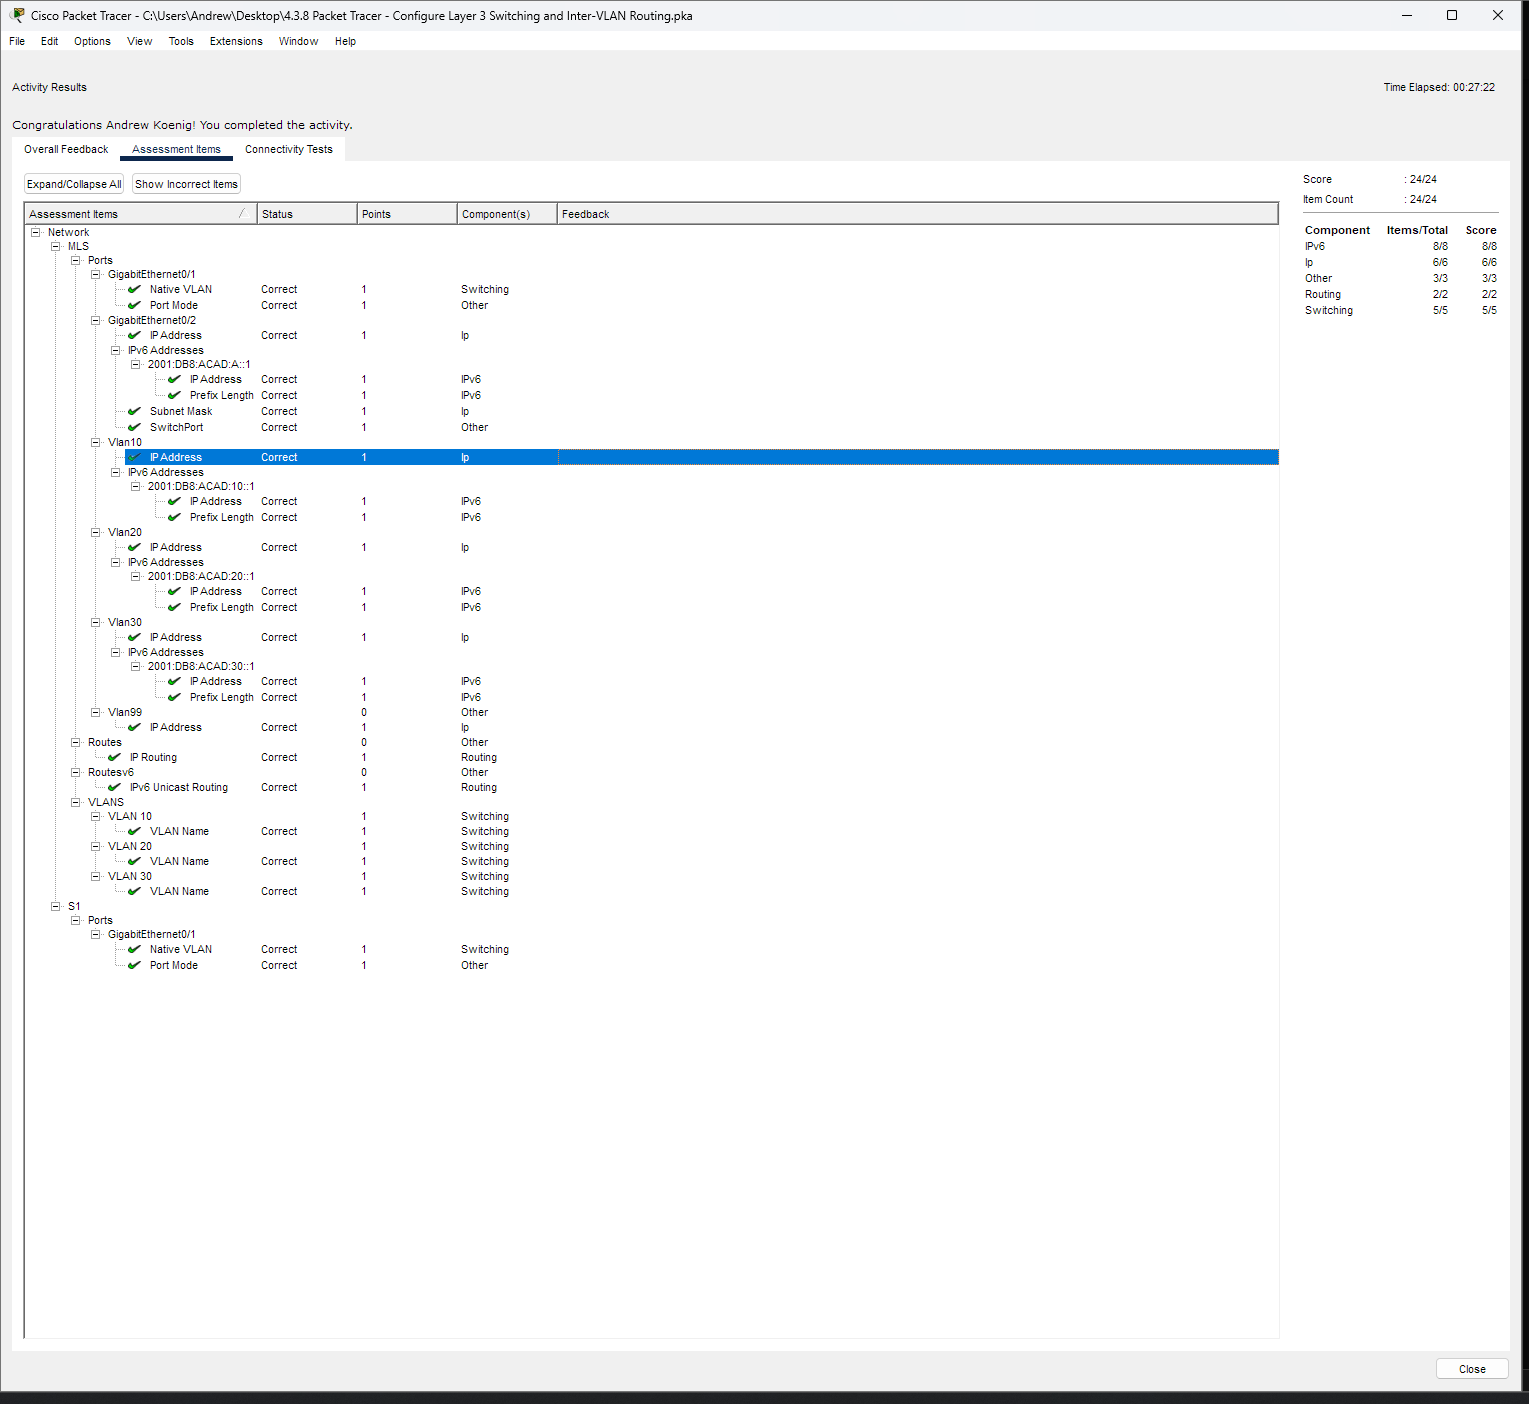 Cisco Packet Tracer - C:\Users\Andrew\Desktop\4.3.8 Packet Tracer - Configure Layer 3 Switching and Inter-VLAN Routing.pka
File Edit Options View Tools Extensions Window Help
Activity Results Time Elapsed: 00:27:22
Congratulations Andrew Koenig! You completed the activity.
Overall Feedback Assessment Items Connectivity Tests
Expand/Collapse All Show Incorrect Items
Assessment Items Status Points Component(s) Feedback
Network
MLS
Ports
GigabitEthernet0/1
Native VLAN Correct 1 Switching
Port Mode Correct 1 Other
GigabitEthernet0/2
IP Address Correct 1 Ip
IPv6 Addresses
2001:DB8:ACAD:A::1
IP Address Correct 1 IPv6
Prefix Length Correct 1 IPv6
Subnet Mask Correct 1 Ip
SwitchPort Correct 1 Other
Vlan10
IP Address Correct 1 Ip
IPv6 Addresses
2001:DB8:ACAD:10::1
IP Address Correct 1 IPv6
Prefix Length Correct 1 IPv6
Vlan20
IP Address Correct 1 Ip
IPv6 Addresses
2001:DB8:ACAD:20::1
IP Address Correct 1 IPv6
Prefix Length Correct 1 IPv6
Vlan30
IP Address Correct 1 Ip
IPv6 Addresses
2001:DB8:ACAD:30::1
IP Address Correct 1 IPv6
Prefix Length Correct 1 IPv6
Vlan99 0 Other
IP Address Correct 1 Ip
Routes 0 Other
IP Routing Correct 1 Routing
Routesv6 0 Other
IPv6 Unicast Routing Correct 1 Routing
VLANS
VLAN 10 1 Switching
VLAN Name Correct 1 Switching
VLAN 20 1 Switching
VLAN Name Correct 1 Switching
VLAN 30 1 Switching
VLAN Name Correct 1 Switching
S1
Ports
GigabitEthernet0/1
Native VLAN Correct 1 Switching
Port Mode Correct 1 Other
Score : 24/24
Item Count : 24/24
Component Items/Total Score
IPv6 8/8 8/8
Ip 6/6 6/6
Other 3/3 3/3
Routing 2/2 2/2
Switching 5/5 5/5
Close